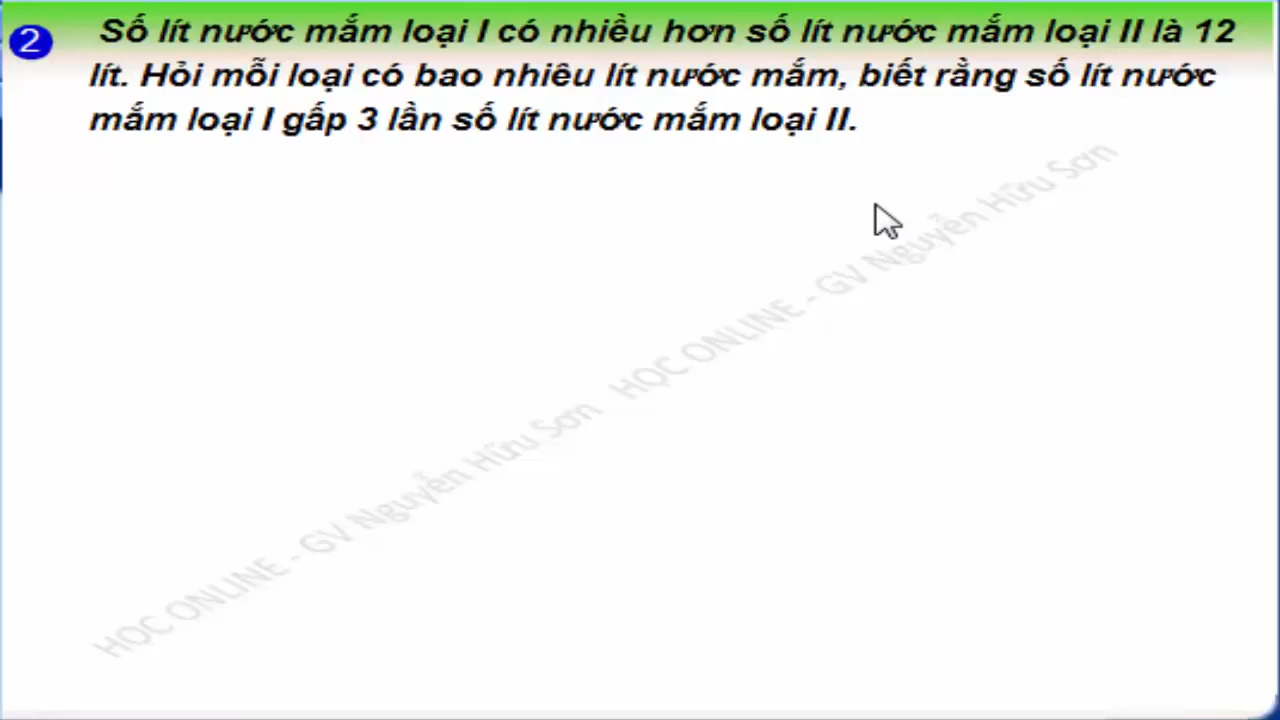 2
Số lít nước mắm loại I có nhiều hơn số lít nước mắm loại II là 12
lít. Hỏi mỗi loại có bao nhiêu lít nước mắm, biết rằng số lít nước
mắm loại I gấp 3 lần số lít nước mắm loại II.
HỌC ONLINE - GV Nguyễn Hữu Sơn
HỌC ONLINE - GV Nguyễn Hữu Sơn